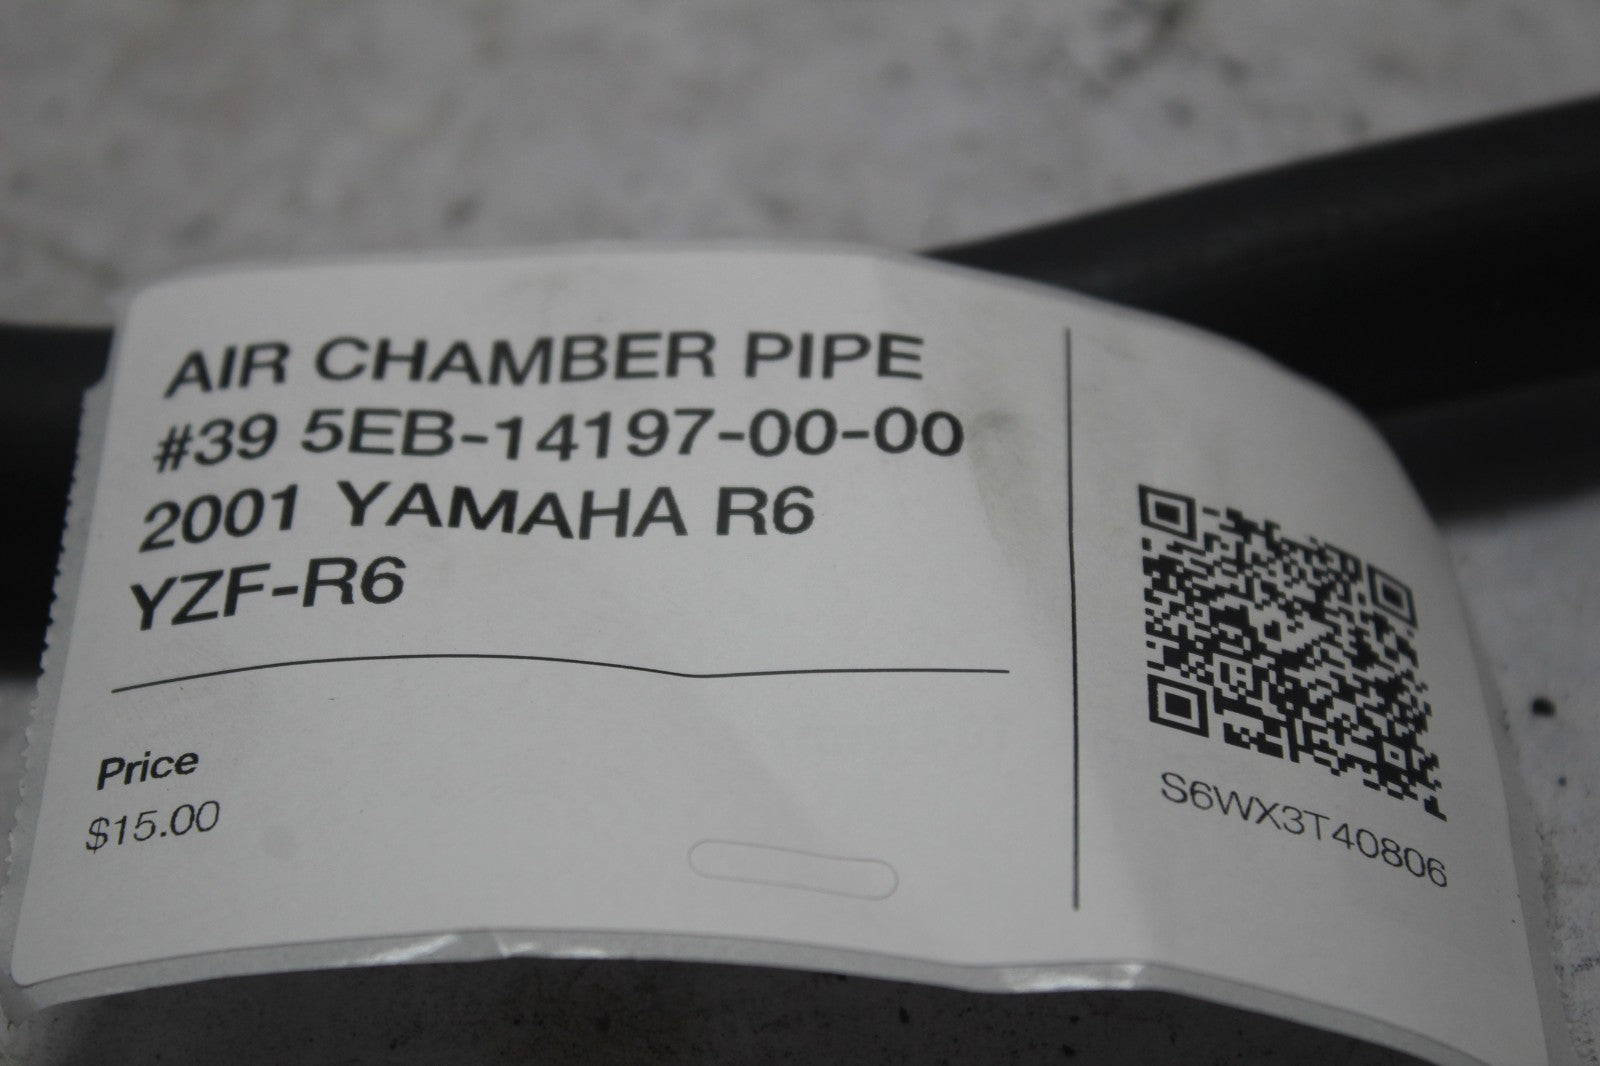 AIR CHAMBER PIPE
#39 5EB-14197-00-00
2001 YAMAHA R6
YZF-R6
Price
$15.00
S6WX3T40806